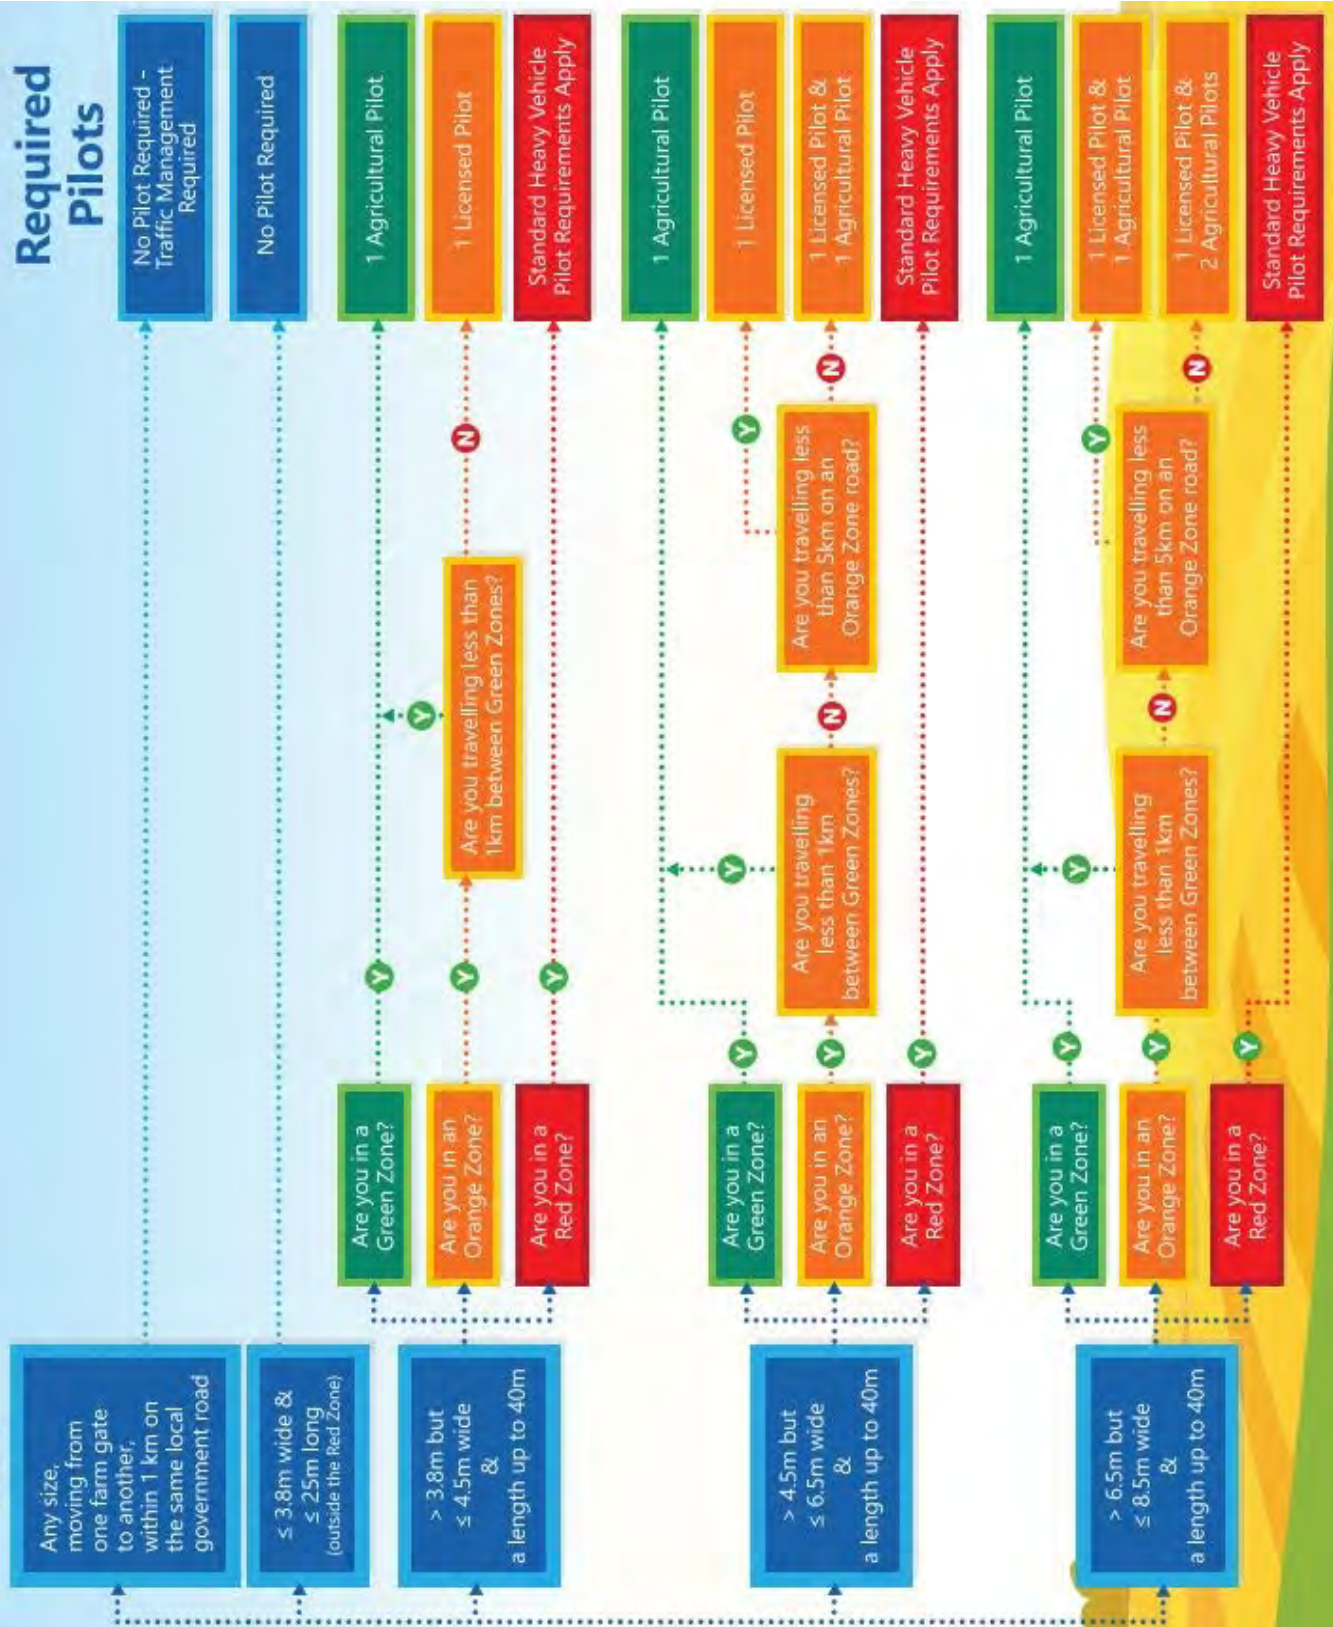 Required
Pilots
Any size,
moving from
one farm gate
to another,
within 1 km on
the same local
government road
No Pilot Required -
Traffic Management
Required
≤ 3.8m wide &
≤ 25m long
(outside the Red Zone)
No Pilot Required
> 3.8m but
≤ 4.5m wide
&
a length up to 40m
Are you in a
Green Zone?
Y
1 Agricultural Pilot
Are you in an
Orange Zone?
Y
Are you travelling less than
1km between Green Zones?
Y
N
1 Licensed Pilot
Are you in a
Red Zone?
Y
Standard Heavy Vehicle
Pilot Requirements Apply
> 4.5m but
≤ 6.5m wide
&
a length up to 40m
Are you in a
Green Zone?
Y
1 Agricultural Pilot
Are you in an
Orange Zone?
Y
Are you travelling
less than 1km
between Green Zones?
Y
N
Are you travelling less
than 5km on an
Orange Zone road?
Y
1 Licensed Pilot
N
1 Licensed Pilot &
1 Agricultural Pilot
Are you in a
Red Zone?
Y
Standard Heavy Vehicle
Pilot Requirements Apply
> 6.5m but
≤ 8.5m wide
&
a length up to 40m
Are you in a
Green Zone?
Y
1 Agricultural Pilot
Are you in an
Orange Zone?
Y
Are you travelling
less than 1km
between Green Zones?
Y
N
Are you travelling less
than 5km on an
Orange Zone road?
Y
1 Licensed Pilot &
1 Agricultural Pilot
N
1 Licensed Pilot &
2 Agricultural Pilots
Are you in a
Red Zone?
Y
Standard Heavy Vehicle
Pilot Requirements Apply